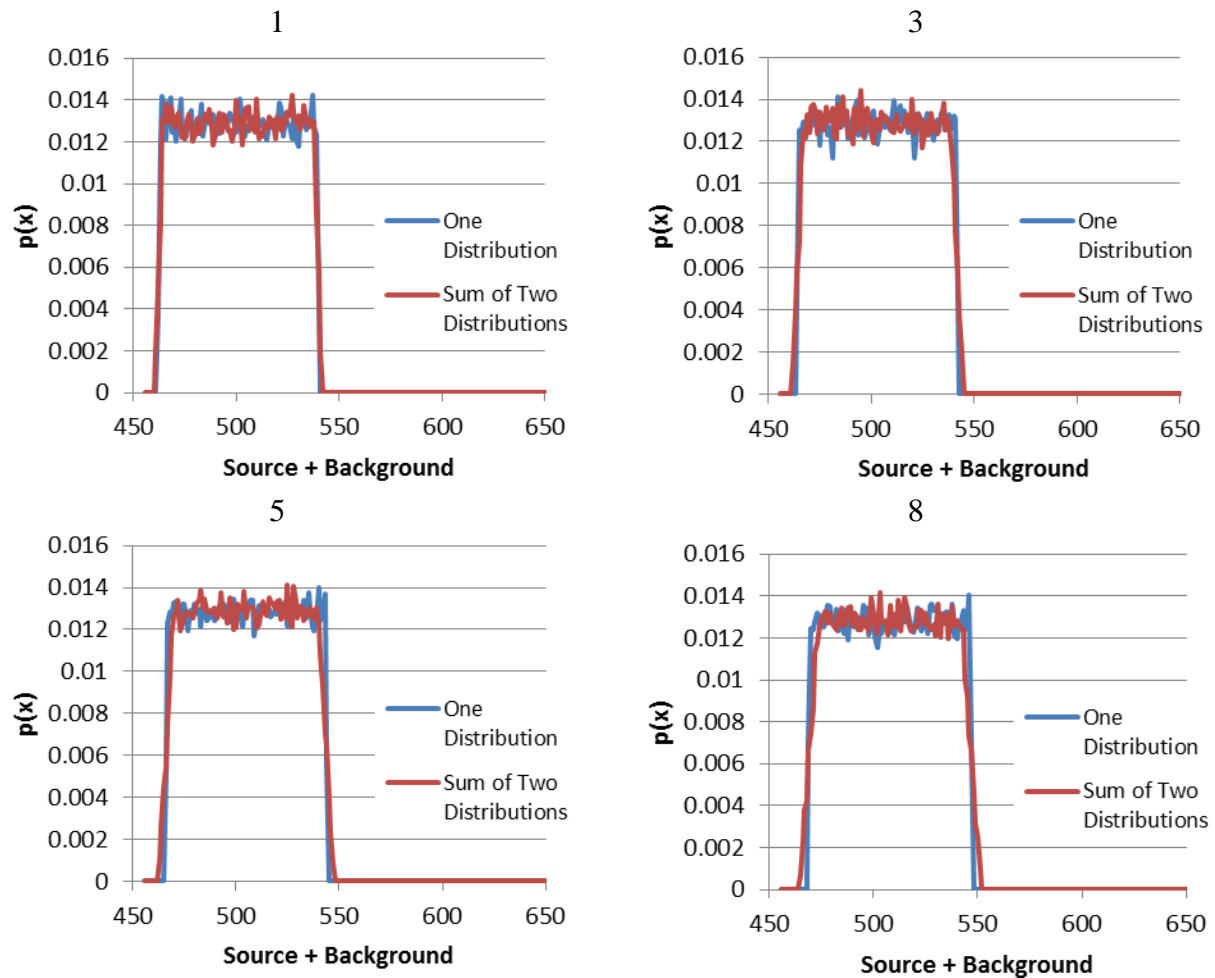 1
0.016
0.014
0.012
0.01
0.008
0.006
0.004
0.002
0
p(x)
One
Distribution
Sum of Two
Distributions
450 500 550 600 650
Source + Background
3
0.016
0.014
0.012
0.01
0.008
0.006
0.004
0.002
0
p(x)
One
Distribution
Sum of Two
Distributions
450 500 550 600 650
Source + Background
5
0.016
0.014
0.012
0.01
0.008
0.006
0.004
0.002
0
p(x)
One
Distribution
Sum of Two
Distributions
450 500 550 600 650
Source + Background
8
0.016
0.014
0.012
0.01
0.008
0.006
0.004
0.002
0
p(x)
One
Distribution
Sum of Two
Distributions
450 500 550 600 650
Source + Background